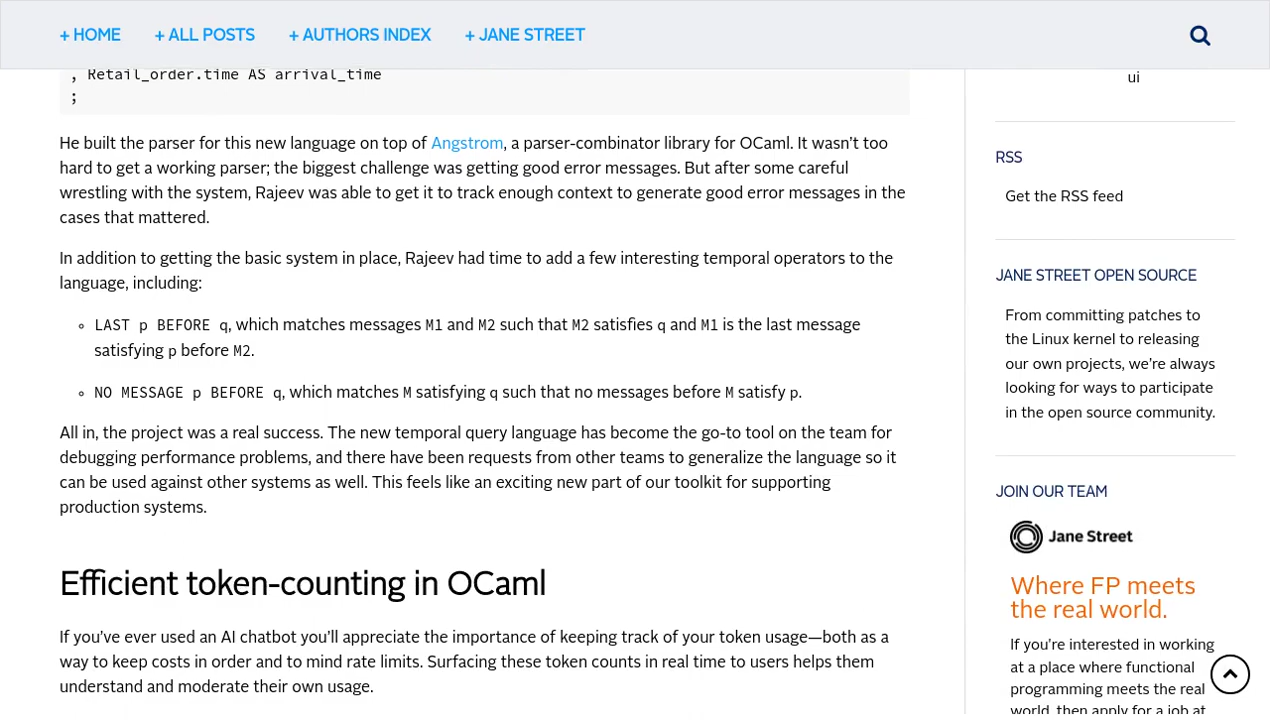 + HOME + ALL POSTS + AUTHORS INDEX + JANE STREET
, Retail_order.time AS arrival_time
;
He built the parser for this new language on top of Angstrom, a parser-combinator library for OCaml. It wasn’t too
hard to get a working parser; the biggest challenge was getting good error messages. But after some careful
wrestling with the system, Rajeev was able to get it to track enough context to generate good error messages in the
cases that mattered.
In addition to getting the basic system in place, Rajeev had time to add a few interesting temporal operators to the
language, including:
LAST p BEFORE q, which matches messages M1 and M2 such that M2 satisfies q and M1 is the last message
satisfying p before M2.
NO MESSAGE p BEFORE q, which matches M satisfying q such that no messages before M satisfy p.
All in, the project was a real success. The new temporal query language has become the go-to tool on the team for
debugging performance problems, and there have been requests from other teams to generalize the language so it
can be used against other systems as well. This feels like an exciting new part of our toolkit for supporting
production systems.
Efficient token-counting in OCaml
If you’ve ever used an AI chatbot you’ll appreciate the importance of keeping track of your token usage—both as a
way to keep costs in order and to mind rate limits. Surfacing these token counts in real time to users helps them
understand and moderate their own usage.
ui
RSS
Get the RSS feed
JANE STREET OPEN SOURCE
From committing patches to
the Linux kernel to releasing
our own projects, we’re always
looking for ways to participate
in the open source community.
JOIN OUR TEAM
Jane Street
Where FP meets
the real world.
If you’re interested in working
at a place where functional
programming meets the real
world, then apply for a job at